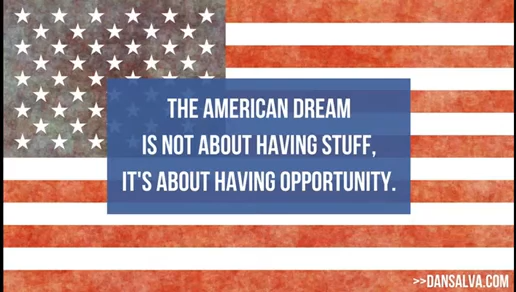 THE AMERICAN DREAM
IS NOT ABOUT HAVING STUFF,
IT'S ABOUT HAVING OPPORTUNITY.
>>DANSALVA.COM